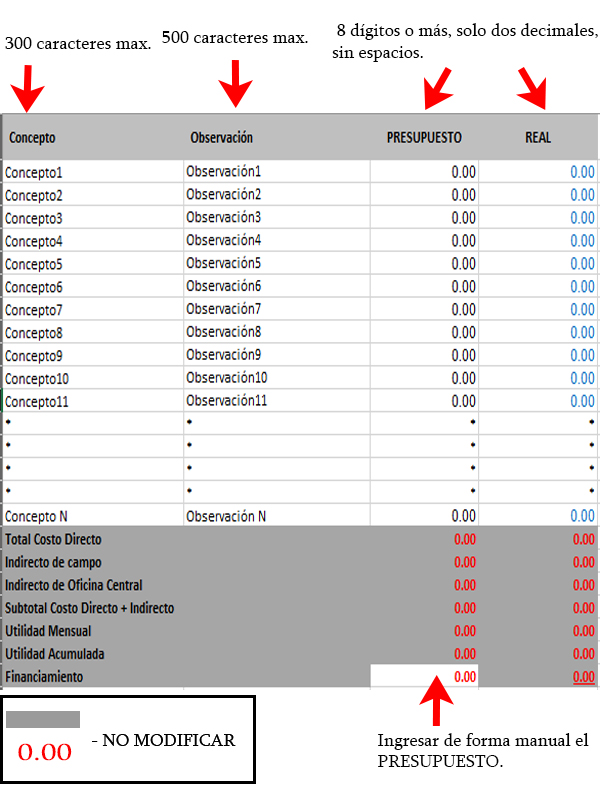 300 caracteres max. 500 caracteres max. 8 dígitos o más, solo dos decimales,
sin espacios.
Concepto Observación PRESUPUESTO REAL
Concepto1 Observación1 0.00 0.00
Concepto2 Observación2 0.00 0.00
Concepto3 Observación3 0.00 0.00
Concepto4 Observación4 0.00 0.00
Concepto5 Observación5 0.00 0.00
Concepto6 Observación6 0.00 0.00
Concepto7 Observación7 0.00 0.00
Concepto8 Observación8 0.00 0.00
Concepto9 Observación9 0.00 0.00
Concepto10 Observación10 0.00 0.00
Concepto11 Observación11 0.00 0.00
* * * *
* * * *
* * * *
* * * *
Concepto N Observación N 0.00 0.00
Total Costo Directo 0.00 0.00
Indirecto de campo 0.00 0.00
Indirecto de Oficina Central 0.00 0.00
Subtotal Costo Directo + Indirecto 0.00 0.00
Utilidad Mensual 0.00 0.00
Utilidad Acumulada 0.00 0.00
Financiamiento 0.00 0.00
0.00 - NO MODIFICAR
Ingresar de forma manual el
PRESUPUESTO.